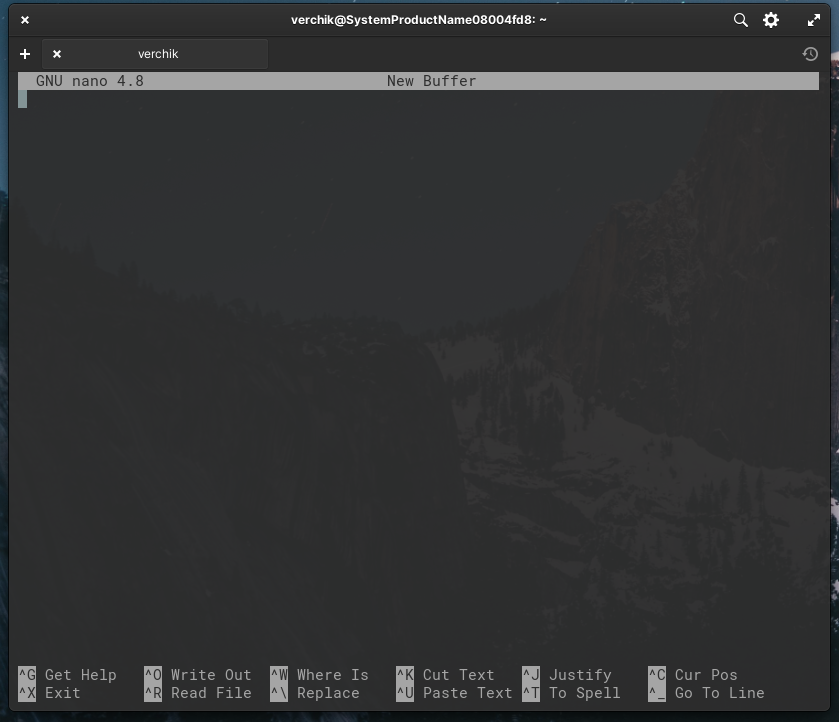 verchik@SystemProductName08004fd8: ~
verchik
GNU nano 4.8 New Buffer
^G Get Help ^O Write Out ^W Where Is ^K Cut Text ^J Justify ^C Cur Pos
^X Exit ^R Read File ^\ Replace ^U Paste Text ^T To Spell ^_ Go To Line